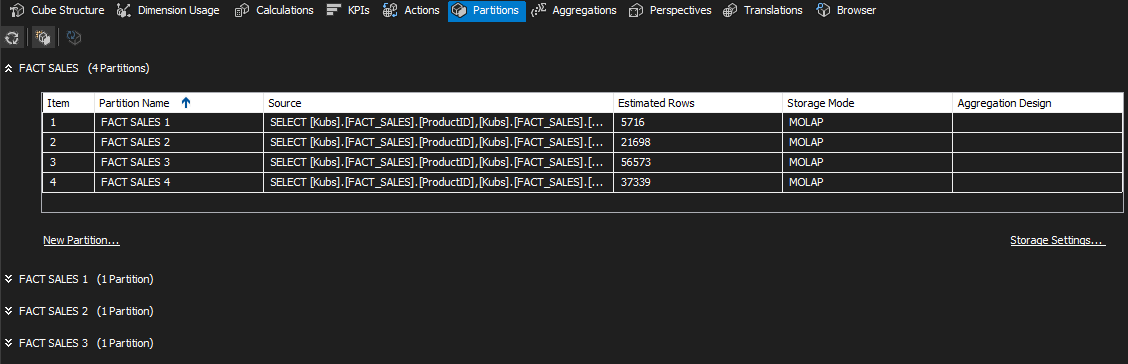 Cube Structure Dimension Usage Calculations KPIs Actions Partitions Aggregations Perspectives Translations Browser
FACT SALES (4 Partitions)
Item Partition Name Source Estimated Rows Storage Mode Aggregation Design
1 FACT SALES 1 SELECT [Kubs].[FACT_SALES].[ProductID],[Kubs].[FACT_SALES].[... 5716 MOLAP
2 FACT SALES 2 SELECT [Kubs].[FACT_SALES].[ProductID],[Kubs].[FACT_SALES].[... 21698 MOLAP
3 FACT SALES 3 SELECT [Kubs].[FACT_SALES].[ProductID],[Kubs].[FACT_SALES].[... 56573 MOLAP
4 FACT SALES 4 SELECT [Kubs].[FACT_SALES].[ProductID],[Kubs].[FACT_SALES].[... 37339 MOLAP
New Partition... Storage Settings...
FACT SALES 1 (1 Partition)
FACT SALES 2 (1 Partition)
FACT SALES 3 (1 Partition)